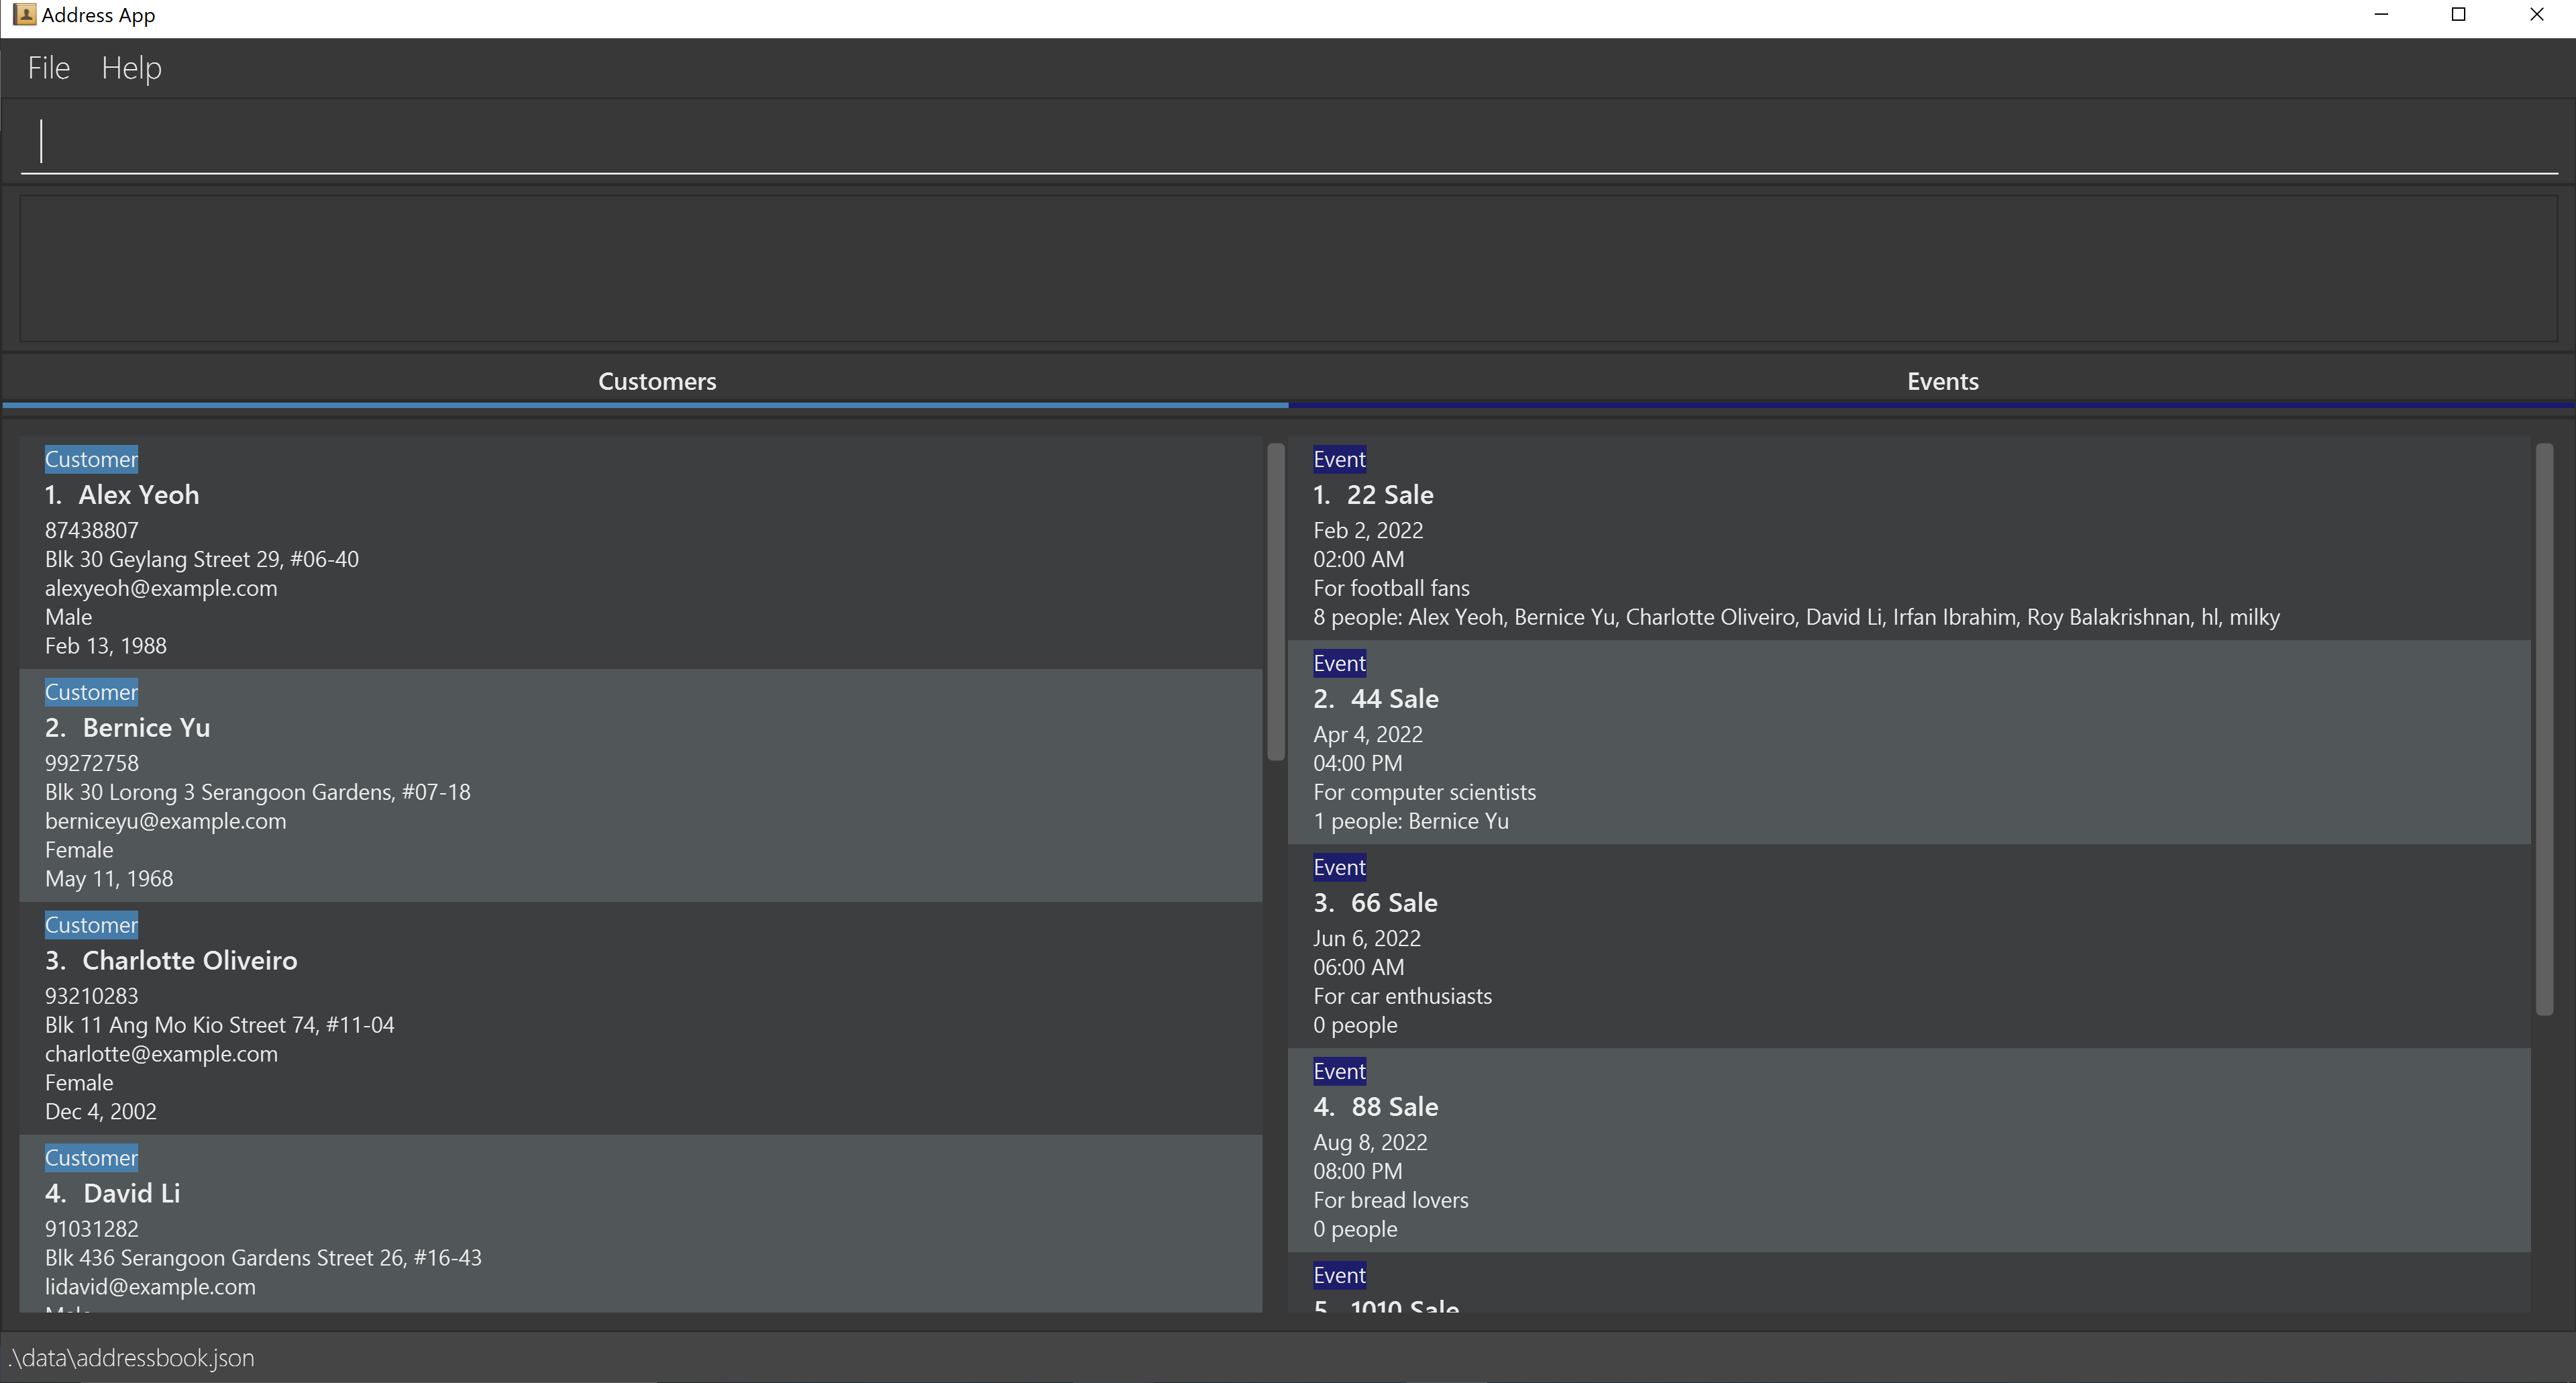 Address App
File Help
Customers
Events
Customer
1. Alex Yeoh
87438807
Blk 30 Geylang Street 29, #06-40
alexyeoh@example.com
Male
Feb 13, 1988
Customer
2. Bernice Yu
99272758
Blk 30 Lorong 3 Serangoon Gardens, #07-18
berniceyu@example.com
Female
May 11, 1968
Customer
3. Charlotte Oliveiro
93210283
Blk 11 Ang Mo Kio Street 74, #11-04
charlotte@example.com
Female
Dec 4, 2002
Customer
4. David Li
91031282
Blk 436 Serangoon Gardens Street 26, #16-43
lidavid@example.com
Male
Event
1. 22 Sale
Feb 2, 2022
02:00 AM
For football fans
8 people: Alex Yeoh, Bernice Yu, Charlotte Oliveiro, David Li, Irfan Ibrahim, Roy Balakrishnan, hl, milky
Event
2. 44 Sale
Apr 4, 2022
04:00 PM
For computer scientists
1 people: Bernice Yu
Event
3. 66 Sale
Jun 6, 2022
06:00 AM
For car enthusiasts
0 people
Event
4. 88 Sale
Aug 8, 2022
08:00 PM
For bread lovers
0 people
Event
5. 1010 Sale
.\data\addressbook.json